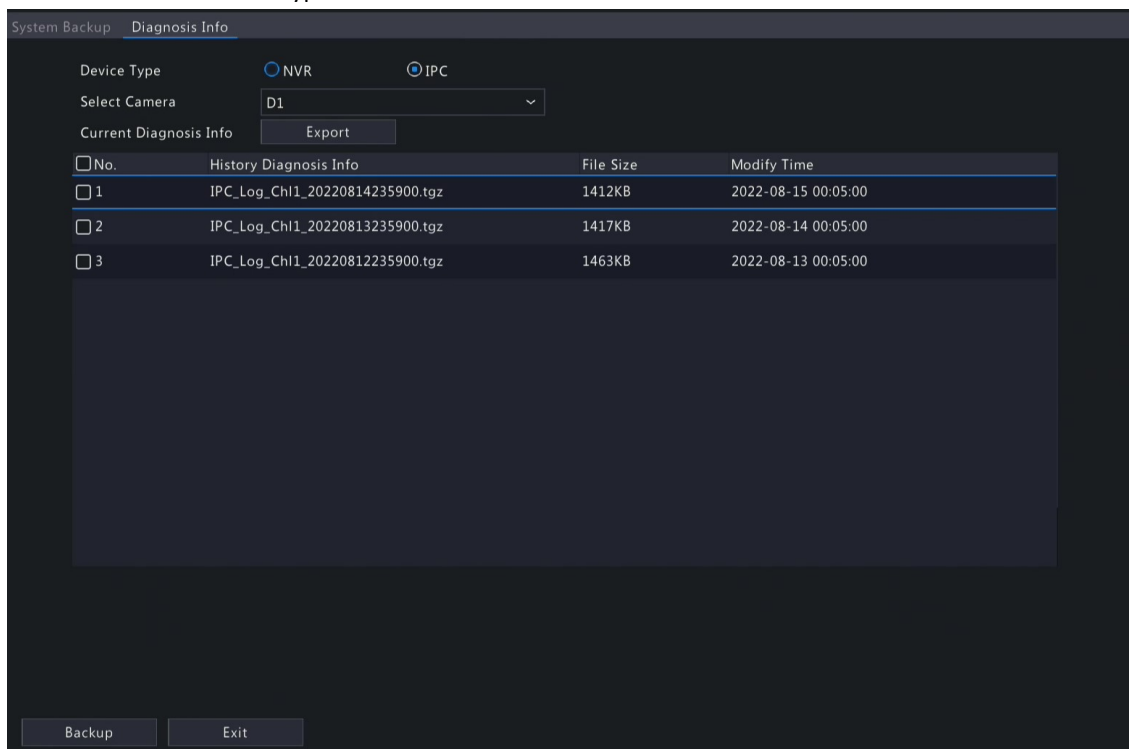 System Backup Diagnosis Info
Device Type NVR IPC
Select Camera D1
Current Diagnosis Info Export
No. History Diagnosis Info File Size Modify Time
1 IPC_Log_Chl1_20220814235900.tgz 1412KB 2022-08-15 00:05:00
2 IPC_Log_Chl1_20220813235900.tgz 1417KB 2022-08-14 00:05:00
3 IPC_Log_Chl1_20220812235900.tgz 1463KB 2022-08-13 00:05:00
Backup Exit